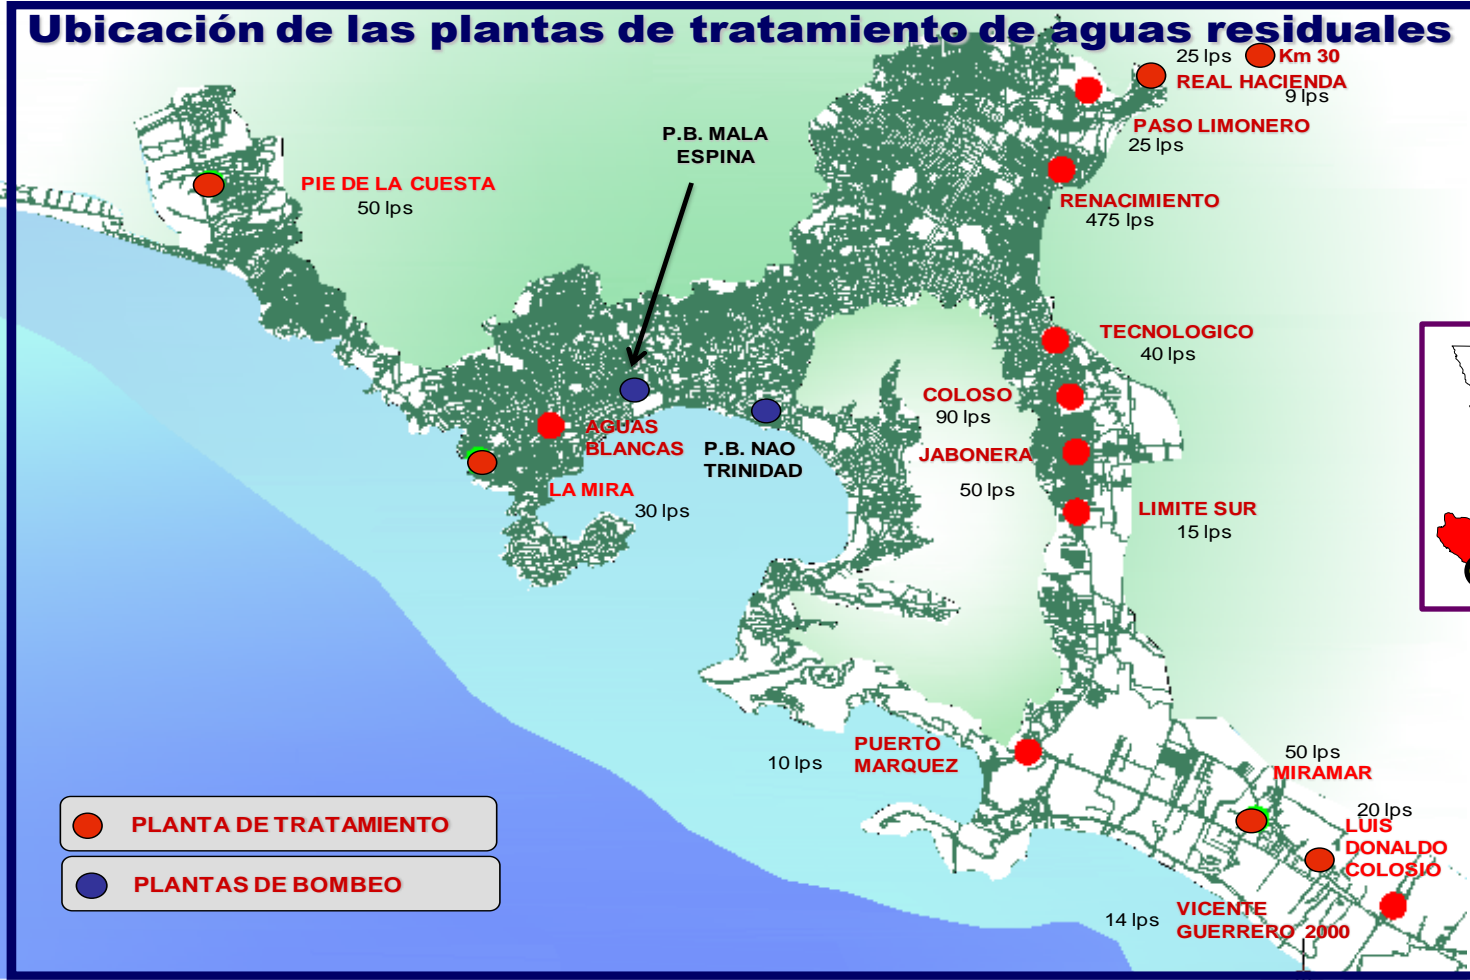 Ubicación de las plantas de tratamiento de aguas residuales
25 lps
Km 30
REAL HACIENDA
9 lps
PASO LIMONERO
25 lps
P.B. MALA
ESPINA
PIE DE LA CUESTA
50 lps
RENACIMIENTO
475 lps
TECNOLOGICO
40 lps
COLOSO
90 lps
AGUAS
BLANCAS
P.B. NAO
TRINIDAD
JABONERA
50 lps
LA MIRA
30 lps
LIMITE SUR
15 lps
PUERTO
MARQUEZ
10 lps
50 lps
MIRAMAR
20 lps
LUIS
DONALDO
COLOSIO
14 lps
VICENTE
GUERRERO 2000
PLANTA DE TRATAMIENTO
PLANTAS DE BOMBEO